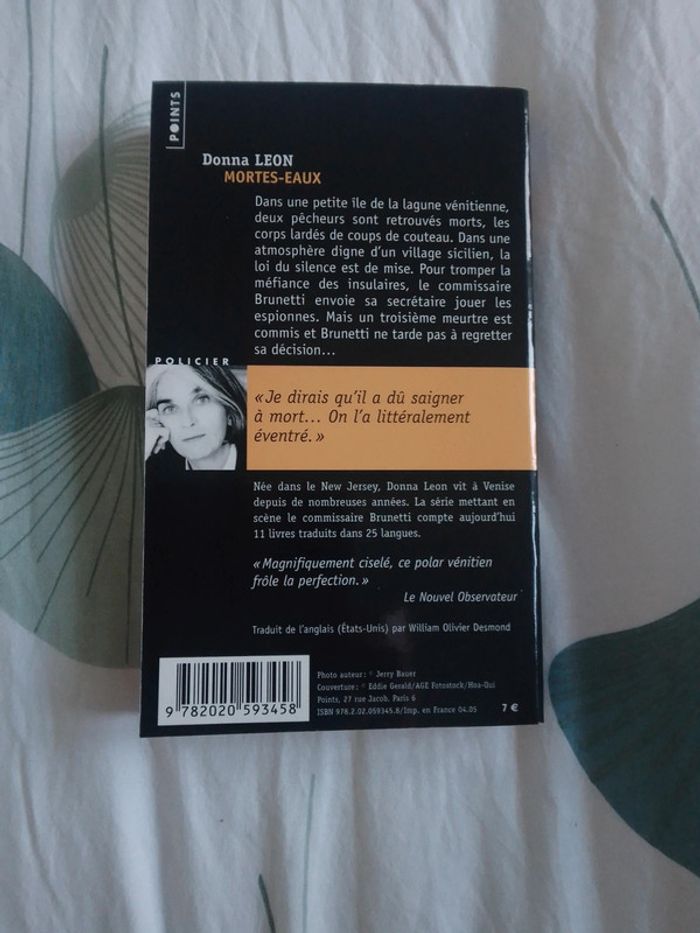 POINTS
Donna LEON
MORTES-EAUX
Dans une petite île de la lagune vénitienne,
deux pêcheurs sont retrouvés morts, les
corps lardés de coups de couteau. Dans une
atmosphère digne d'un village sicilien, la
loi du silence est de mise. Pour tromper la
méfiance des insulaires, le commissaire
Brunetti envoie sa secrétaire jouer les
espionnes. Mais un troisième meurtre est
commis et Brunetti ne tarde pas à regretter
sa décision…
POLICIER
« Je dirais qu'il a dû saigner
à mort… On l'a littéralement
éventré. »
Née dans le New Jersey, Donna Leon vit à Venise
depuis de nombreuses années. La série mettant en
scène le commissaire Brunetti compte aujourd'hui
11 livres traduits dans 25 langues.
« Magnifiquement ciselé, ce polar vénitien
frôle la perfection. »
Le Nouvel Observateur
Traduit de l'anglais (États-Unis) par William Olivier Desmond
Photo auteur : © Jerry Bauer
Couverture : © Eddie Gerald/AGE Fotostock/Hoa-Qui
Points, 27 rue Jacob, Paris 6
ISBN 978.2.02.059345.8/Imp. en France 04.05
7 €
9 782020 593458